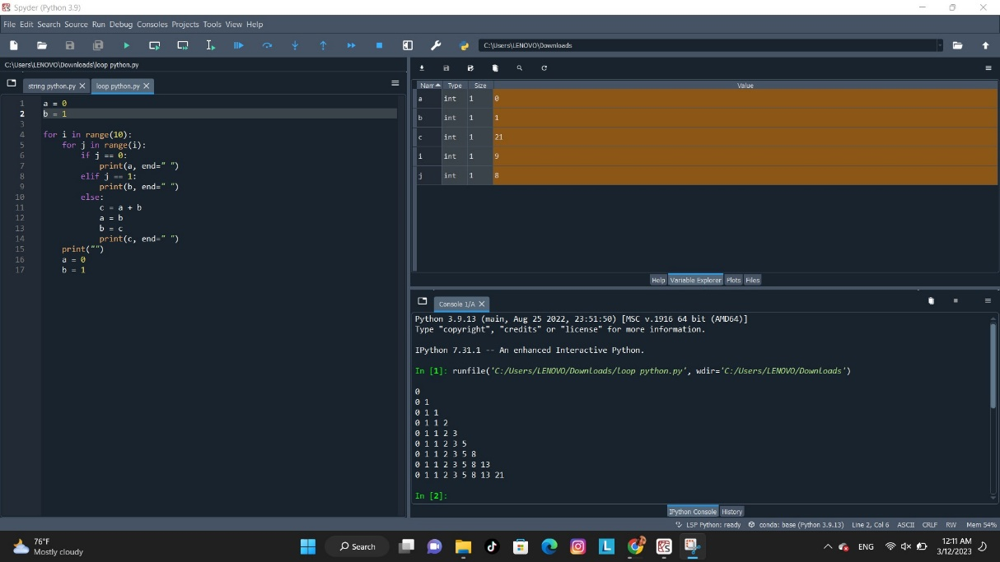 Spyder (Python 3.9)
File Edit Search Source Run Debug Consoles Projects Tools View Help
C:\Users\LENOVO\Downloads
C:\Users\LENOVO\Downloads\loop python.py
string python.py
loop python.py
1 a = 0
2 b = 1
3
4 for i in range(10):
5 for j in range(i):
6 if j == 0:
7 print(a, end=" ")
8 elif j == 1:
9 print(b, end=" ")
10 else:
11 c = a + b
12 a = b
13 b = c
14 print(c, end=" ")
15 print("")
16 a = 0
17 b = 1
Nam Type Size Value
a int 1 0
b int 1 1
c int 1 21
i int 1 9
j int 1 8
Help Variable Explorer Plots Files
Console 1/A
Python 3.9.13 (main, Aug 25 2022, 23:51:50) [MSC v.1916 64 bit (AMD64)]
Type "copyright", "credits" or "license" for more information.
IPython 7.31.1 -- An enhanced Interactive Python.
In [1]: runfile('C:/Users/LENOVO/Downloads/loop python.py', wdir='C:/Users/LENOVO/Downloads')
0
0 1
0 1 1
0 1 1 2
0 1 1 2 3
0 1 1 2 3 5
0 1 1 2 3 5 8
0 1 1 2 3 5 8 13
0 1 1 2 3 5 8 13 21
In [2]:
IPython Console History
LSP Python: ready conda: base (Python 3.9.13) Line 2, Col 6 ASCII CRLF RW Mem 54%
76°F
Mostly cloudy
Search
L
ENG
12:11 AM
3/12/2023